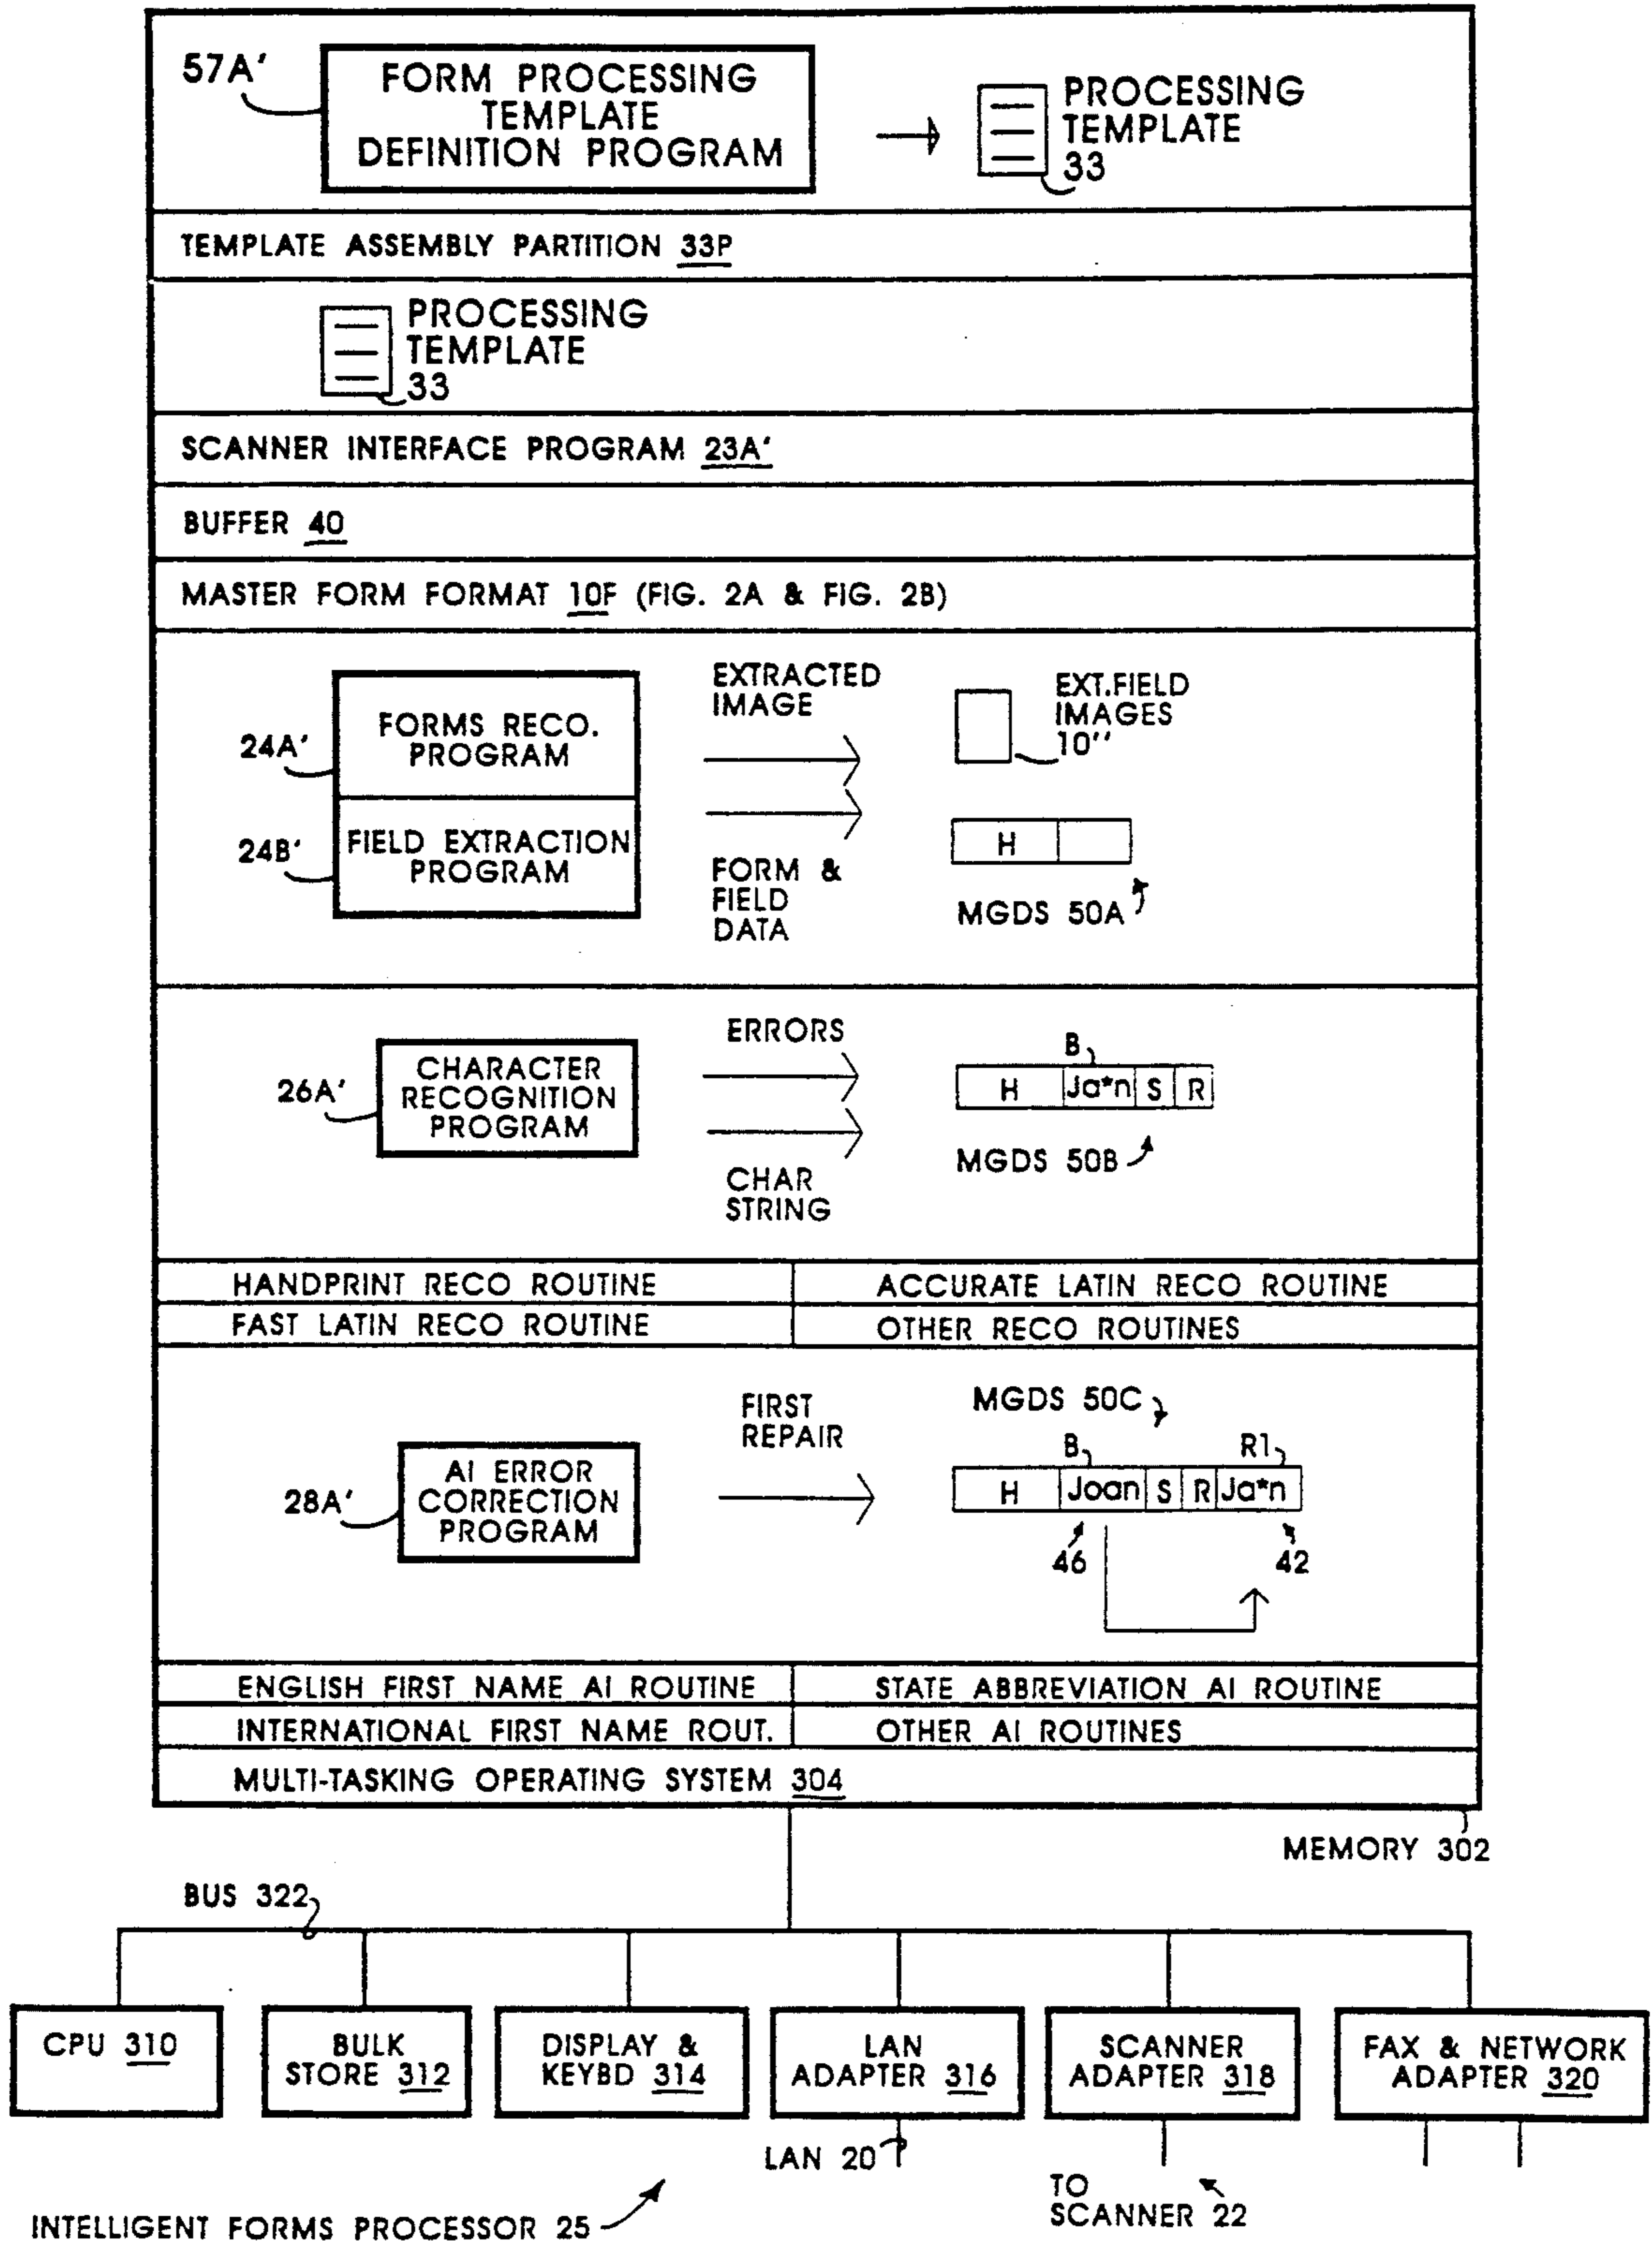 57A'
FORM PROCESSING
TEMPLATE
DEFINITION PROGRAM
PROCESSING
TEMPLATE
33
TEMPLATE ASSEMBLY PARTITION 33P
PROCESSING
TEMPLATE
33
SCANNER INTERFACE PROGRAM 23A'
BUFFER 40
MASTER FORM FORMAT 10F (FIG. 2A & FIG. 2B)
24A'
FORMS RECO.
PROGRAM
24B'
FIELD EXTRACTION
PROGRAM
EXTRACTED
IMAGE
FORM &
FIELD
DATA
EXT.FIELD
IMAGES
10''
H
MGDS 50A
26A'
CHARACTER
RECOGNITION
PROGRAM
ERRORS
CHAR
STRING
B
H Ja*n S R
MGDS 50B
HANDPRINT RECO ROUTINE
ACCURATE LATIN RECO ROUTINE
FAST LATIN RECO ROUTINE
OTHER RECO ROUTINES
28A'
AI ERROR
CORRECTION
PROGRAM
FIRST
REPAIR
MGDS 50C
B R1
H Joan S R Ja*n
46 42
ENGLISH FIRST NAME AI ROUTINE
STATE ABBREVIATION AI ROUTINE
INTERNATIONAL FIRST NAME ROUT.
OTHER AI ROUTINES
MULTI-TASKING OPERATING SYSTEM 304
MEMORY 302
BUS 322
CPU 310
BULK
STORE 312
DISPLAY &
KEYBD 314
LAN
ADAPTER 316
SCANNER
ADAPTER 318
FAX & NETWORK
ADAPTER 320
LAN 20
TO
SCANNER 22
INTELLIGENT FORMS PROCESSOR 25